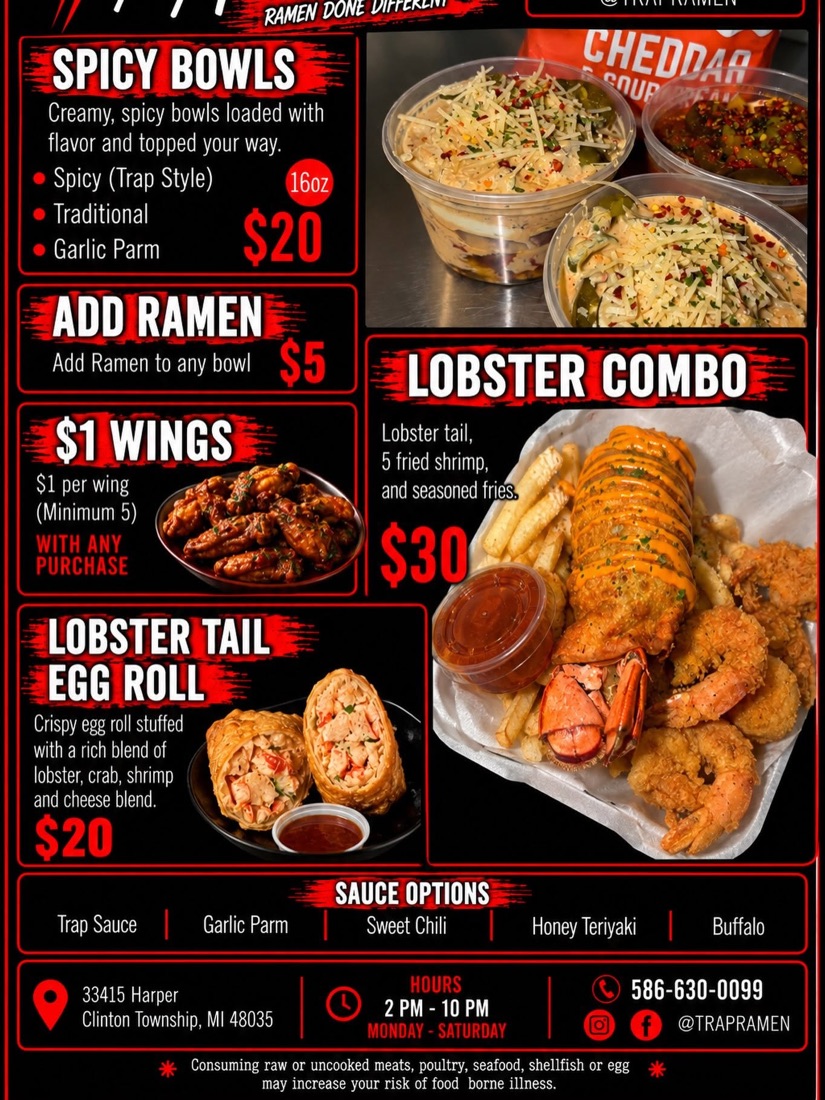 RAMEN DONE DIFFERENT
@TRAPRAMEN
SPICY BOWLS
Creamy, spicy bowls loaded with
flavor and topped your way.
Spicy (Trap Style)
Traditional
Garlic Parm
16oz
$20
CHEDDAR
& SOUR CREAM
ADD RAMEN
Add Ramen to any bowl
$5
$1 WINGS
$1 per wing
(Minimum 5)
WITH ANY
PURCHASE
LOBSTER COMBO
Lobster tail,
5 fried shrimp,
and seasoned fries.
$30
LOBSTER TAIL
EGG ROLL
Crispy egg roll stuffed
with a rich blend of
lobster, crab, shrimp
and cheese blend.
$20
SAUCE OPTIONS
Trap Sauce
Garlic Parm
Sweet Chili
Honey Teriyaki
Buffalo
33415 Harper
Clinton Township, MI 48035
HOURS
2 PM - 10 PM
MONDAY - SATURDAY
586-630-0099
@TRAPRAMEN
Consuming raw or uncooked meats, poultry, seafood, shellfish or egg
may increase your risk of food borne illness.